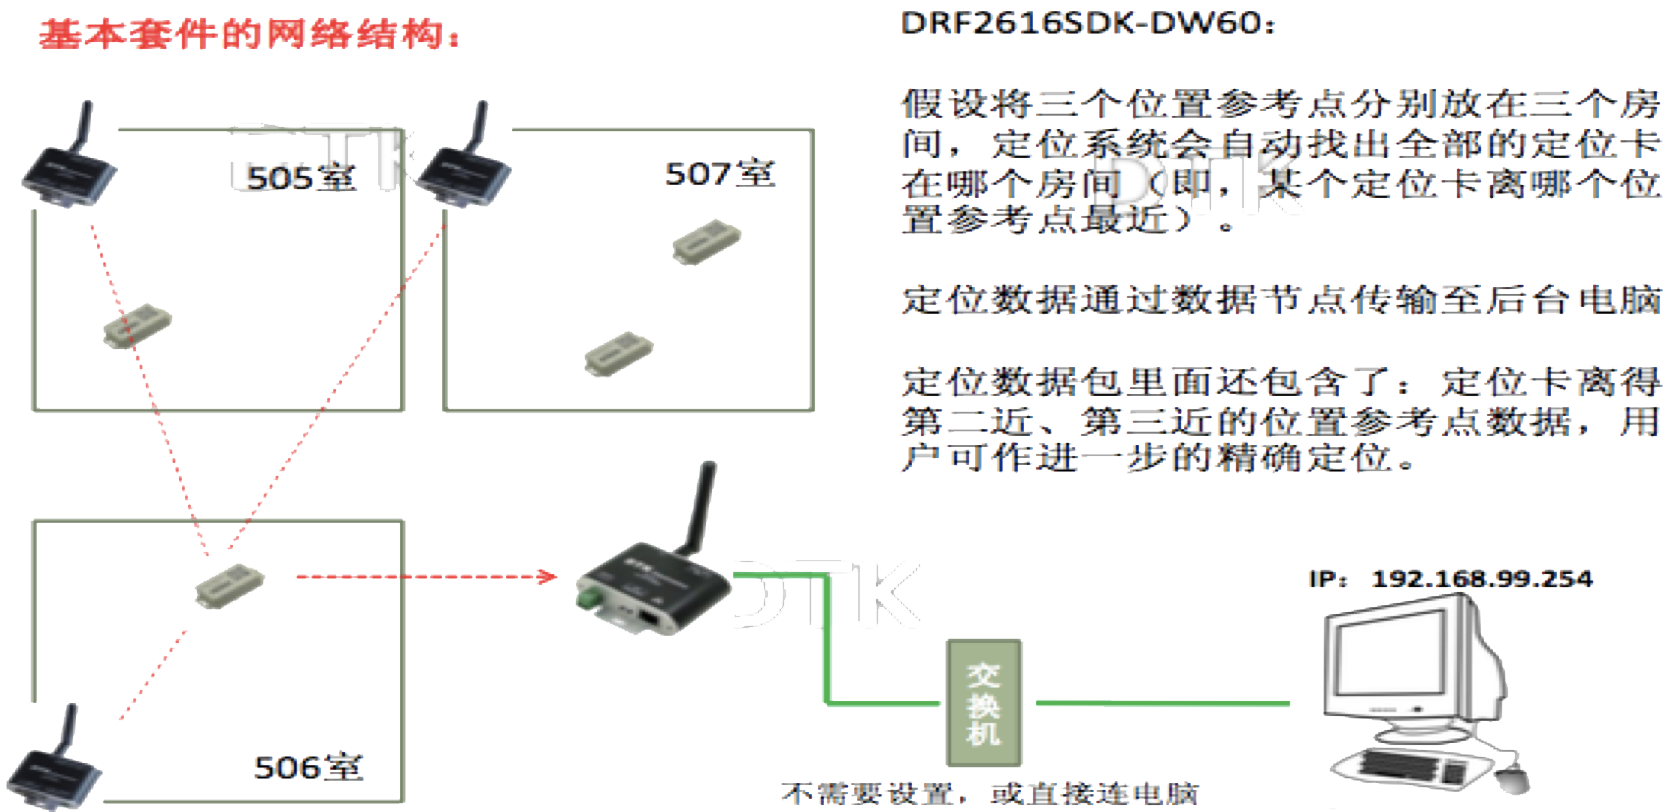 基本套件的网络结构：
DRF2616SDK-DW60：
假设将三个位置参考点分别放在三个房
间，定位系统会自动找出全部的定位卡
在哪个房间（即，某个定位卡离哪个位
置参考点最近）。
定位数据通过数据节点传输至后台电脑
定位数据包里面还包含了：定位卡离得
第二近、第三近的位置参考点数据，用
户可作进一步的精确定位。
505室
507室
506室
DTK
DTK
DTK
DTK
IP： 192.168.99.254
交换机
不需要设置，或直接连电脑